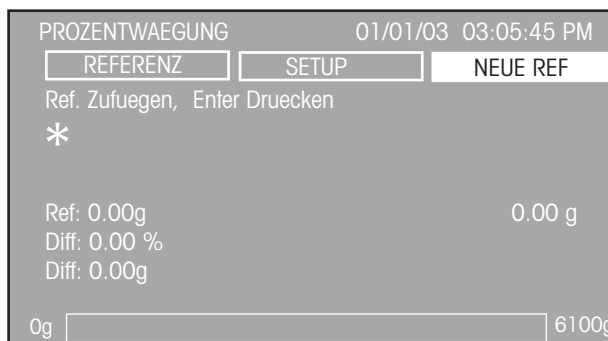 PROZENTWAEGUNG 01/01/03 03:05:45 PM
REFERENZ SETUP NEUE REF
Ref. Zufuegen, Enter Druecken
*
Ref: 0.00g 0.00 g
Diff: 0.00 %
Diff: 0.00g
0g 6100g